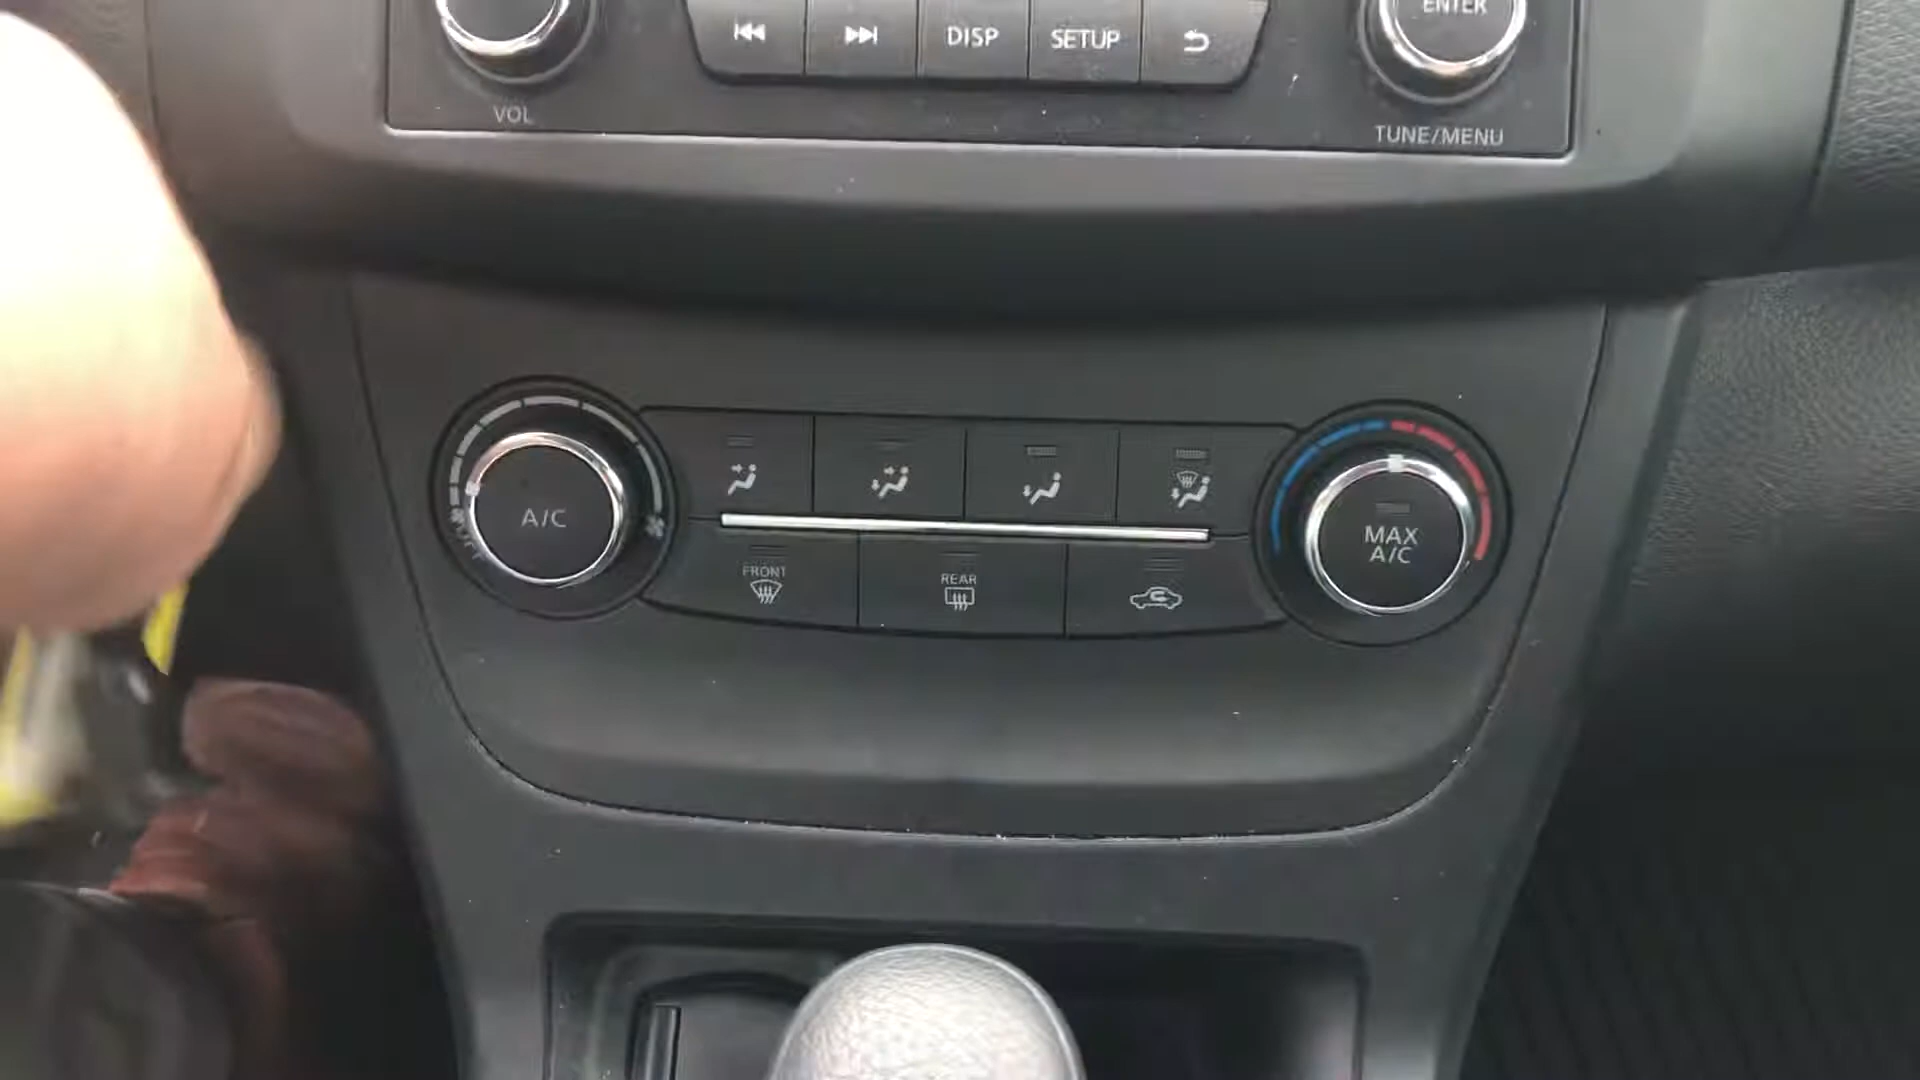 ENTER
DISP
SETUP
VOL
TUNE/MENU
A/C
MAX
A/C
FRONT
REAR